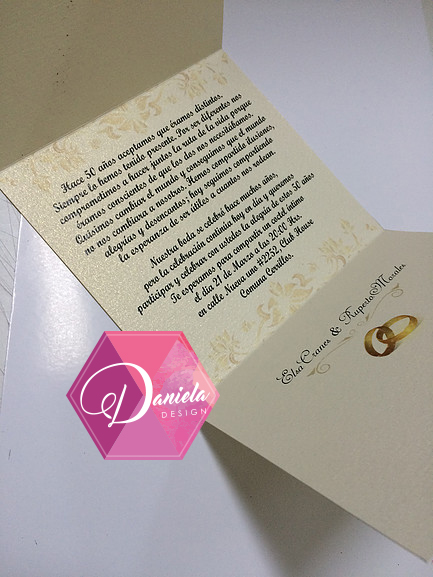 Hace 50 años aceptamos que éramos distintos.
Siempre lo hemos tenido presente. Por ser diferentes nos
comprometimos a hacer juntos la ruta de la vida porque
éramos conscientes de que los dos nos necesitábamos.
Quisimos cambiar el mundo y conseguimos que el mundo
no nos cambiara a nosotros. Hemos compartido ilusiones,
alegrías y desencantos; hoy seguimos compartiendo
la esperanza de ser útiles a cuantos nos rodean.
Nuestra boda se celebró hace muchos años,
pero la celebración continúa hoy en día y queremos
participar y celebrar con ustedes la alegría de estos 50 años
Te esperamos para compartir un coctel íntimo
el día 21 de Marzo a las 20:00 Hrs.
en calle Nueva uno #2252 Club House
Comuna Cerrillos.
Elsa Cranes & Ruperto Morales
Daniela
DESIGN